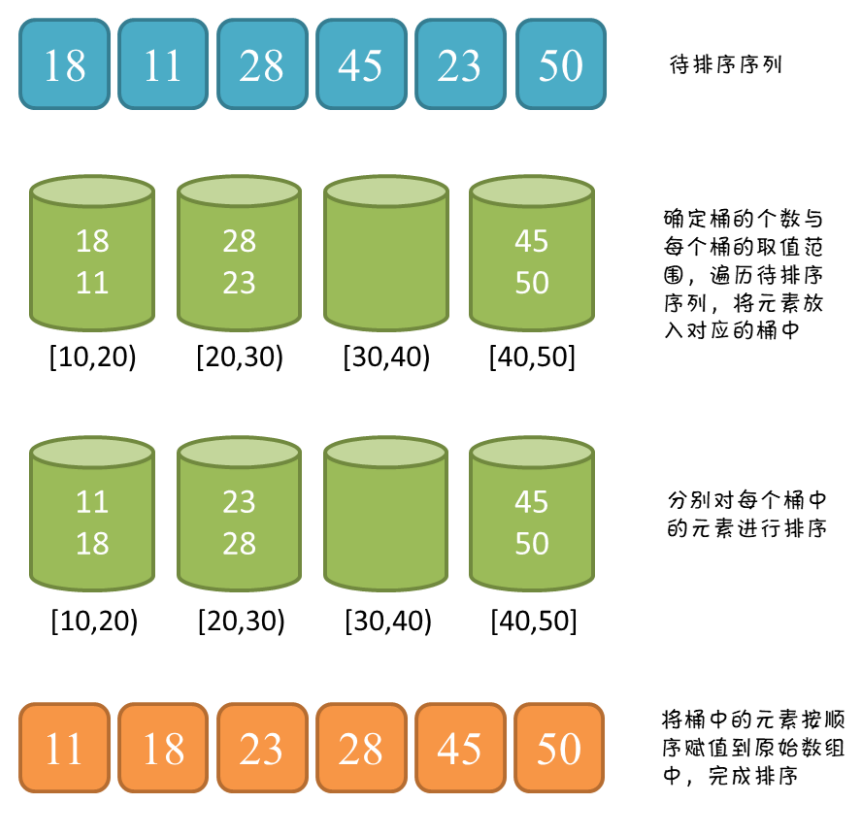 18 11 28 45 23 50 待排序序列
18 28 45
11 23 50
[10,20) [20,30) [30,40) [40,50]
确定桶的个数与
每个桶的取值范
围，遍历待排序
序列，将元素放
入对应的桶中
11 23 45
18 28 50
[10,20) [20,30) [30,40) [40,50]
分别对每个桶中
的元素进行排序
11 18 23 28 45 50
将桶中的元素按顺
序赋值到原始数组
中，完成排序